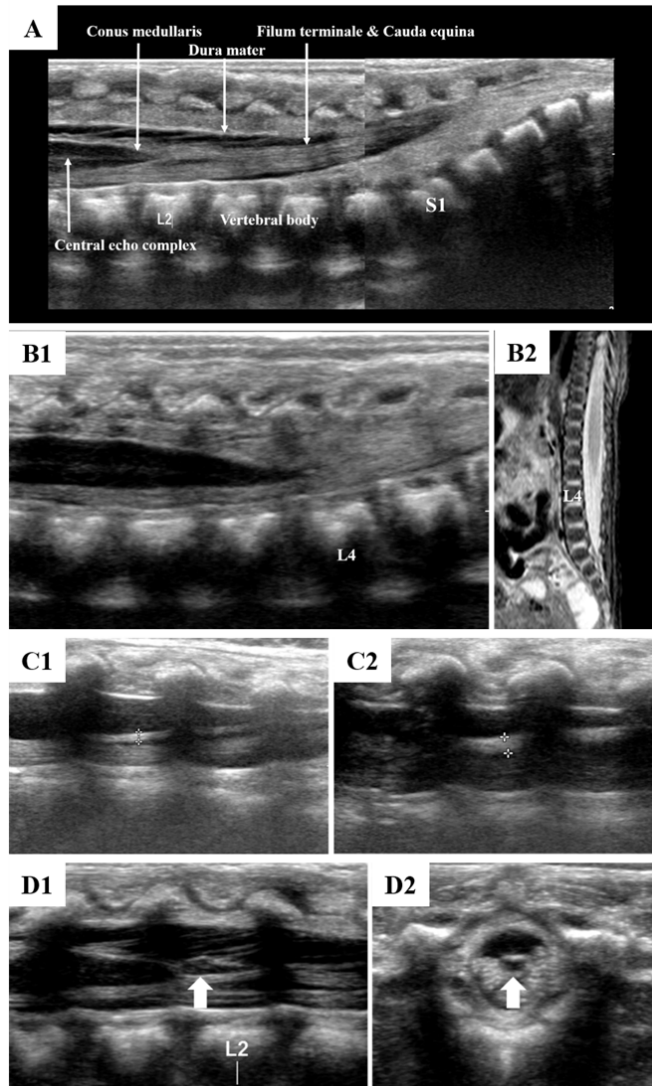 A
Conus medullaris
Filum terminale & Cauda equina
Dura mater
L2
Vertebral body
S1
Central echo complex
B1
B2
L4
L4
C1
C2
D1
D2
L2